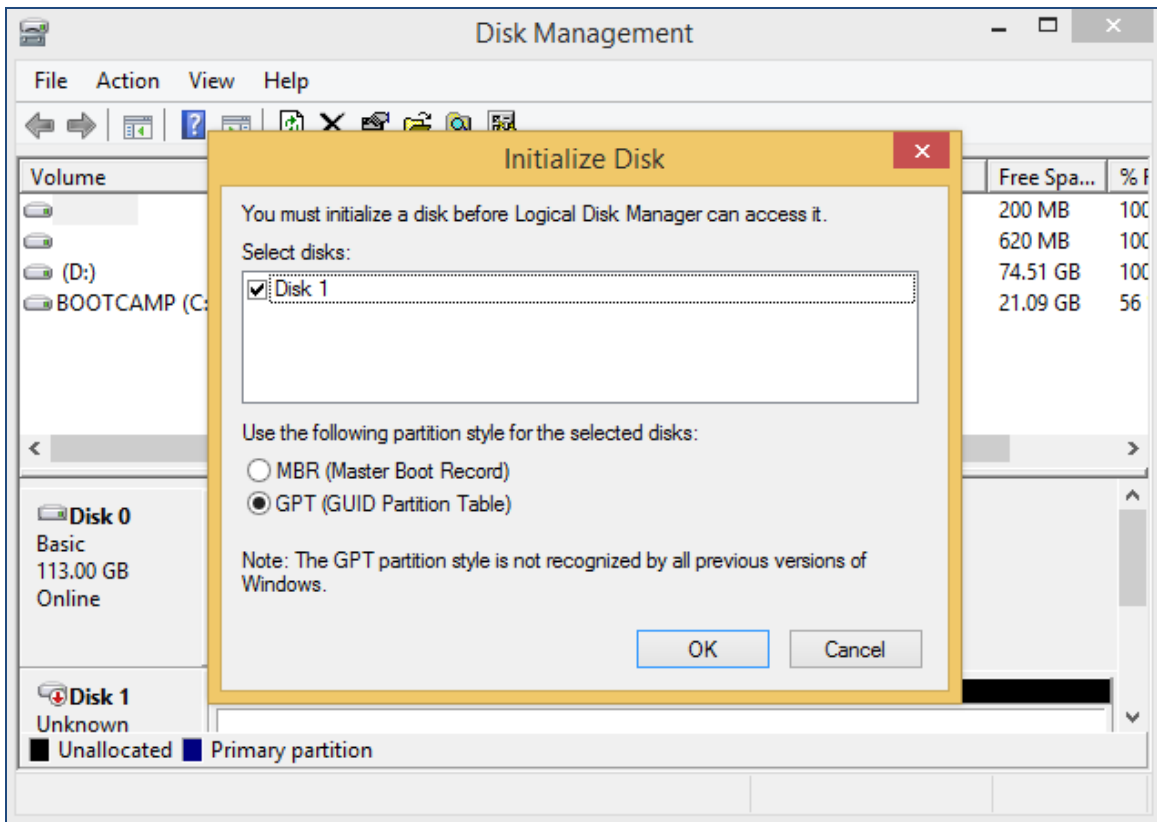 Disk Management
File Action View Help
Initialize Disk
Volume
Free Spa... % F
You must initialize a disk before Logical Disk Manager can access it.
200 MB 100
Select disks:
620 MB 100
(D:)
74.51 GB 100
Disk 1
BOOTCAMP (C:
21.09 GB 56
Use the following partition style for the selected disks:
MBR (Master Boot Record)
GPT (GUID Partition Table)
Disk 0
Basic
113.00 GB
Online
Note: The GPT partition style is not recognized by all previous versions of
Windows.
OK Cancel
Disk 1
Unknown
Unallocated Primary partition